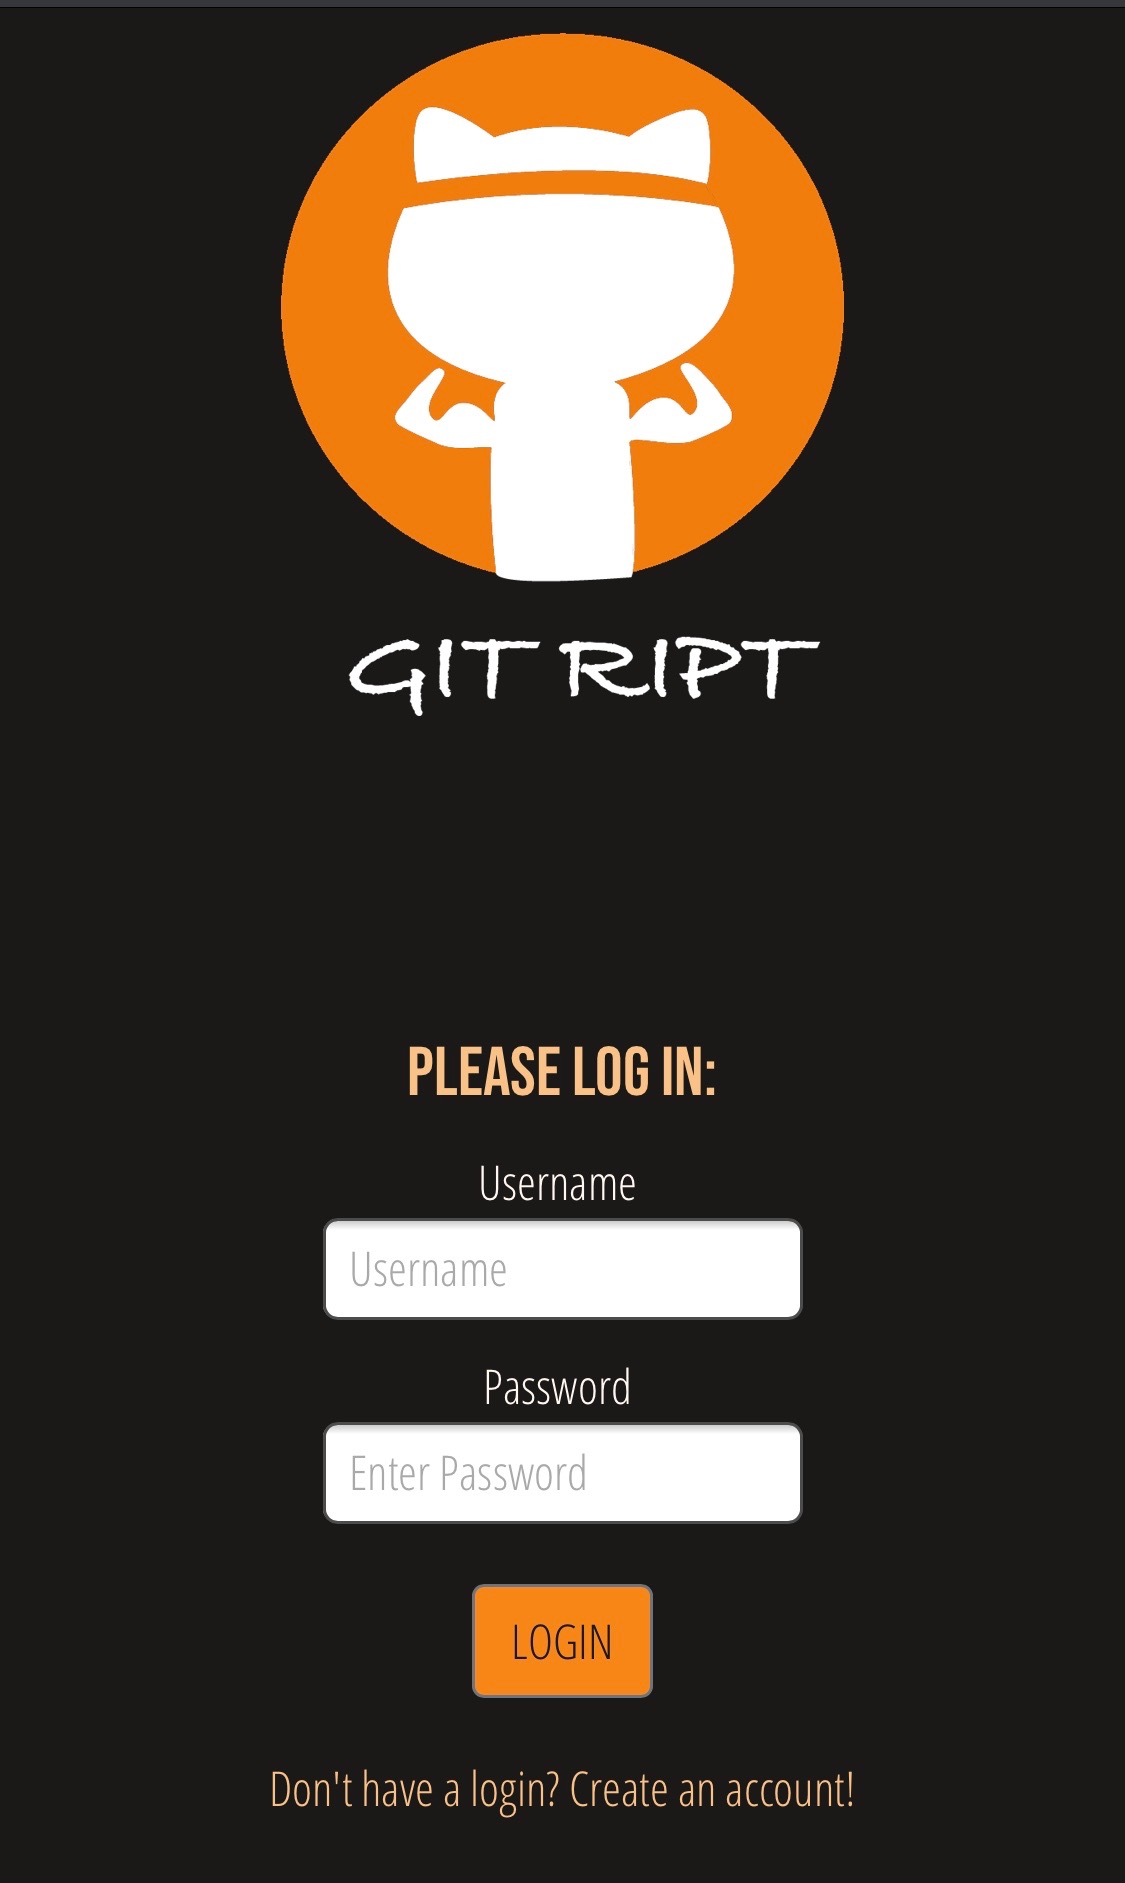 GIT RIPT
PLEASE LOG IN:
Username
Username
Password
Enter Password
LOGIN
Don't have a login? Create an account!